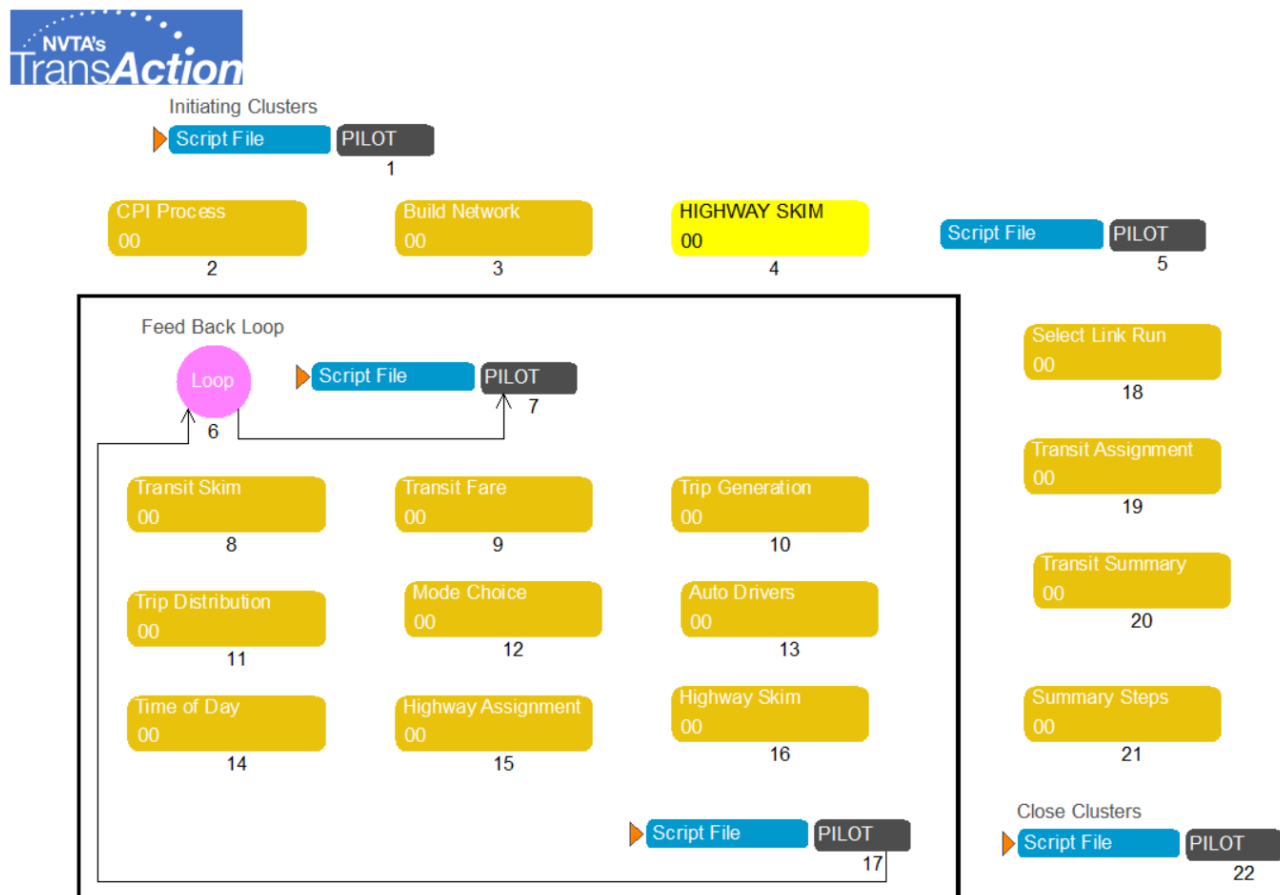 NVTA's
TransAction
Initiating Clusters
Script File PILOT
1
CPI Process
00
2
Build Network
00
3
HIGHWAY SKIM
00
4
Script File PILOT
5
Feed Back Loop
Loop
6
Script File PILOT
7
Transit Skim
00
8
Transit Fare
00
9
Trip Generation
00
10
Trip Distribution
00
11
Mode Choice
00
12
Auto Drivers
00
13
Time of Day
00
14
Highway Assignment
00
15
Highway Skim
00
16
Script File PILOT
17
Select Link Run
00
18
Transit Assignment
00
19
Transit Summary
00
20
Summary Steps
00
21
Close Clusters
Script File PILOT
22